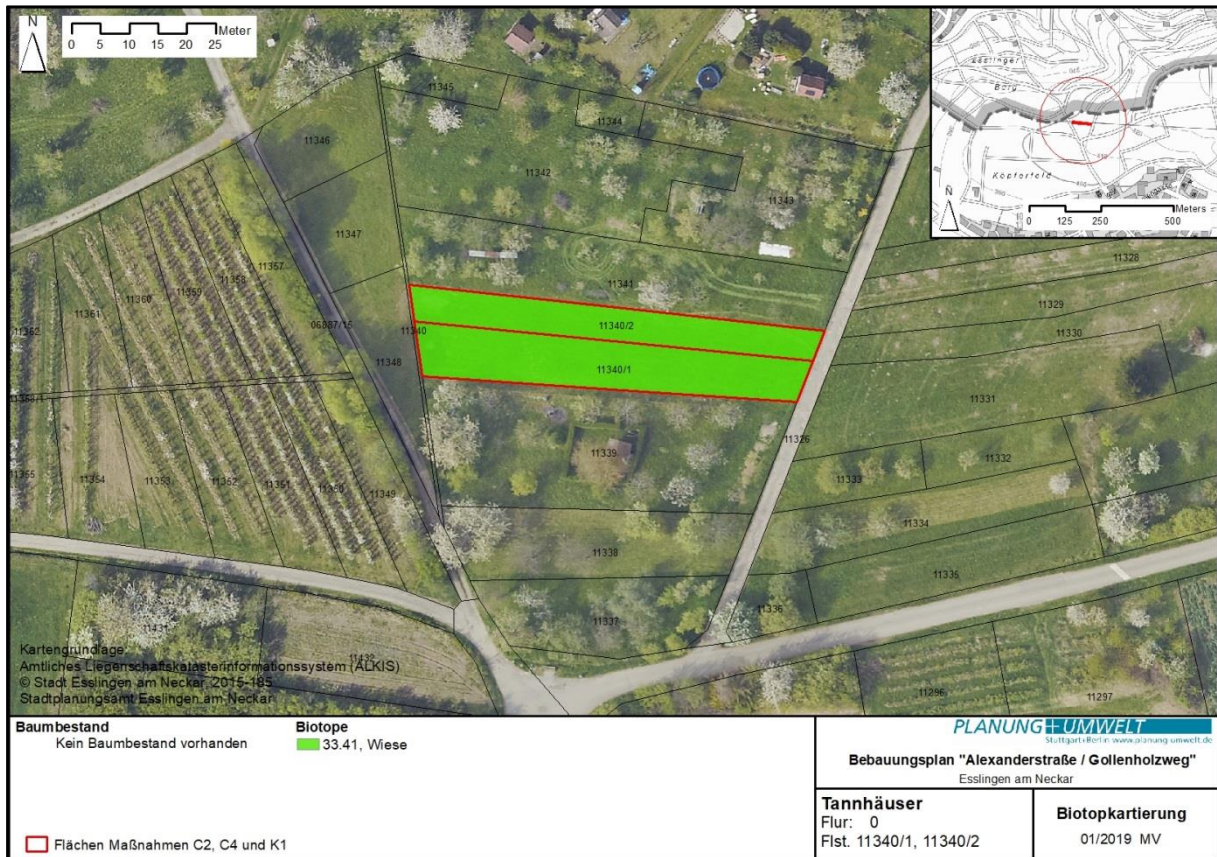 N
0 5 10 15 20 25 Meter
Esslinger
Berg
Köpferfeld
N
0 125 250 500 Meters
11345
11344
11346
11342
11343
11347
11341
11328
11357
11358
11359
11360
11361
11362
06887/15
11340
11348
11340/2
11340/1
11329
11330
11331
11326
11339
11332
11333
11334
11355
11354
11353
11352
11351
11350
11349
11338
11335
11336
11337
11431
11432
11296
11297
Kartengrundlage:
Amtliches Liegenschaftskatasterinformationssystem (ALKIS)
© Stadt Esslingen am Neckar, 2015-185
Stadtplanungsamt Esslingen am Neckar
Baumbestand
Kein Baumbestand vorhanden
Biotope
33.41, Wiese
Flächen Maßnahmen C2, C4 und K1
PLANUNG+UMWELT
Stuttgart+Berlin www.planung-umwelt.de
Bebauungsplan "Alexanderstraße / Gollenholzweg"
Esslingen am Neckar
Tannhäuser
Flur: 0
Flst. 11340/1, 11340/2
Biotopkartierung
01/2019 MV